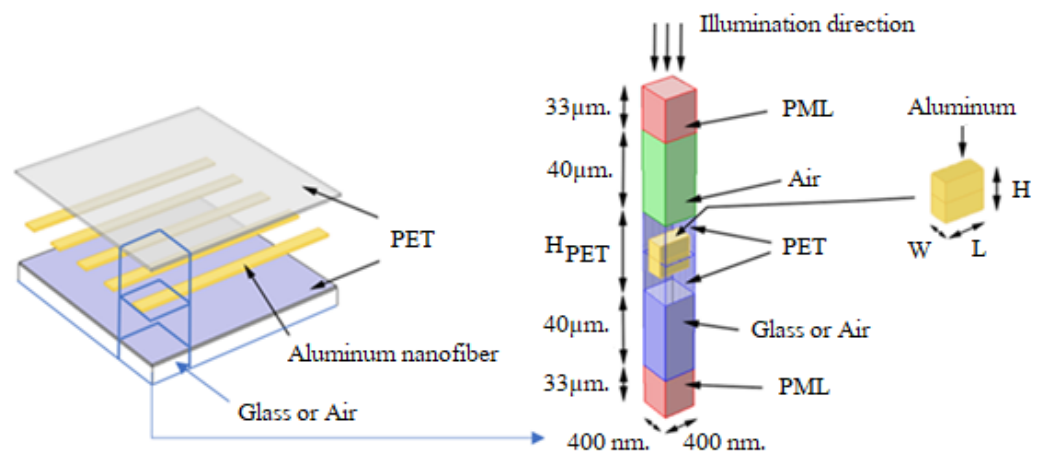 PET
Aluminum nanofiber
Glass or Air
Illumination direction
33µm.
PML
40µm.
Air
H PET
PET
40µm.
Glass or Air
33µm.
PML
400 nm. 400 nm.
Aluminum
H
W
L